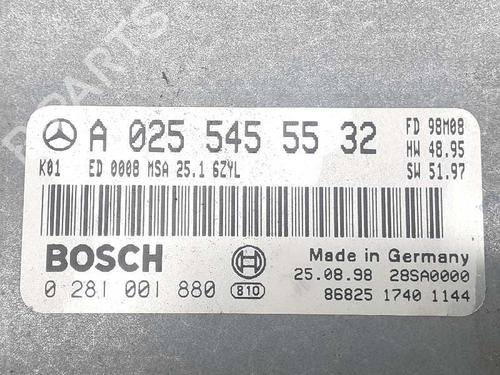 A 025 545 55 32
FD 98M08
HW 48.95
SW 51.97
K01 ED 0008 MSA 25.1 6ZYL
BOSCH
Made in Germany
25.08.98 28SA0000
0 281 001 880 810
86825 1740 1144